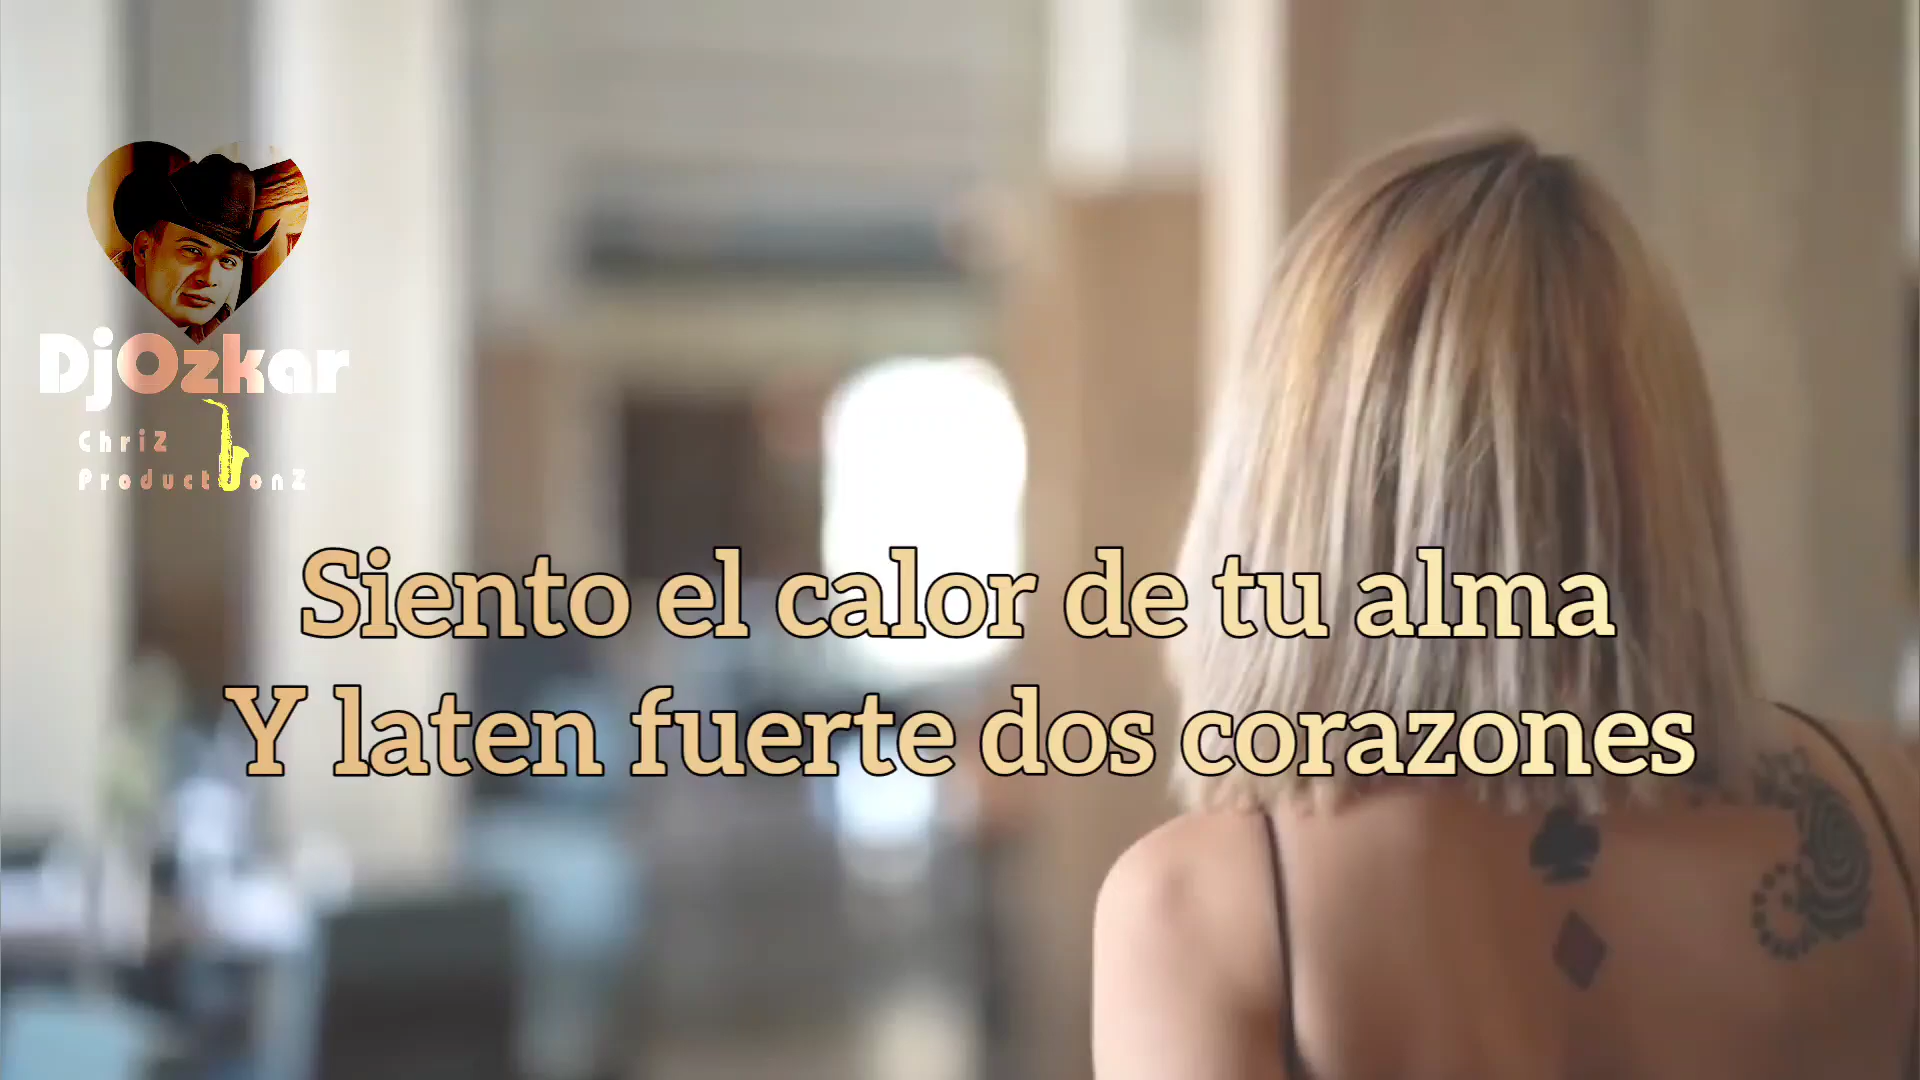 DjOzkar
ChriZ
ProductionZ
Siento el calor de tu alma
Y laten fuerte dos corazones